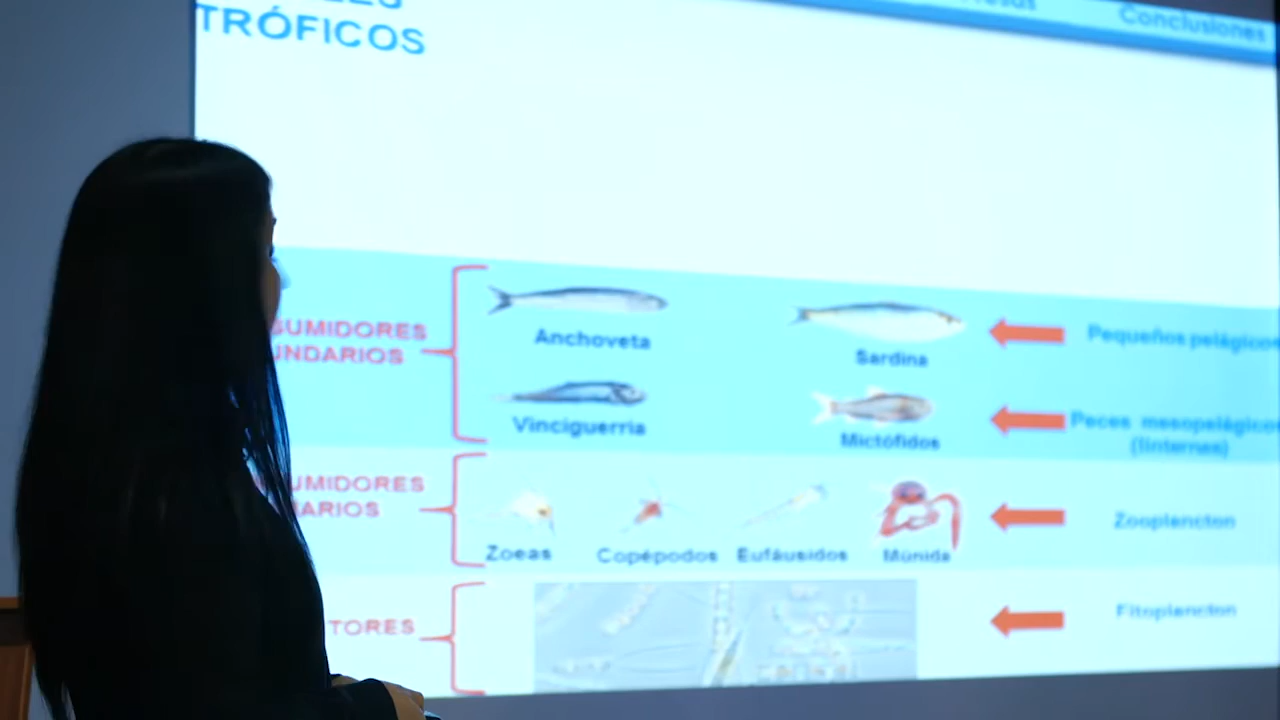 Conclusiones
TRÓFICOS
SUMIDORES
UNDARIOS
Anchoveta
Sardina
Pequeños pelágicos
Vinciguerria
Mictófidos
Peces mesopelágicos
(linternas)
UMIDORES
ARIOS
Zoeas
Copépodos
Eufáusidos
Múnida
Zooplancton
TORES
Fitoplancton